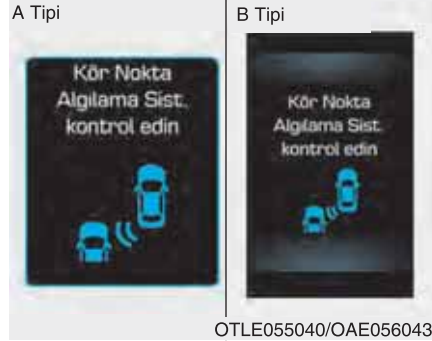 A Tipi
Kör Nokta
Algılama Sist.
kontrol edin
B Tipi
Kör Nokta
Algılama Sist.
kontrol edin
OTLE055040/OAE056043